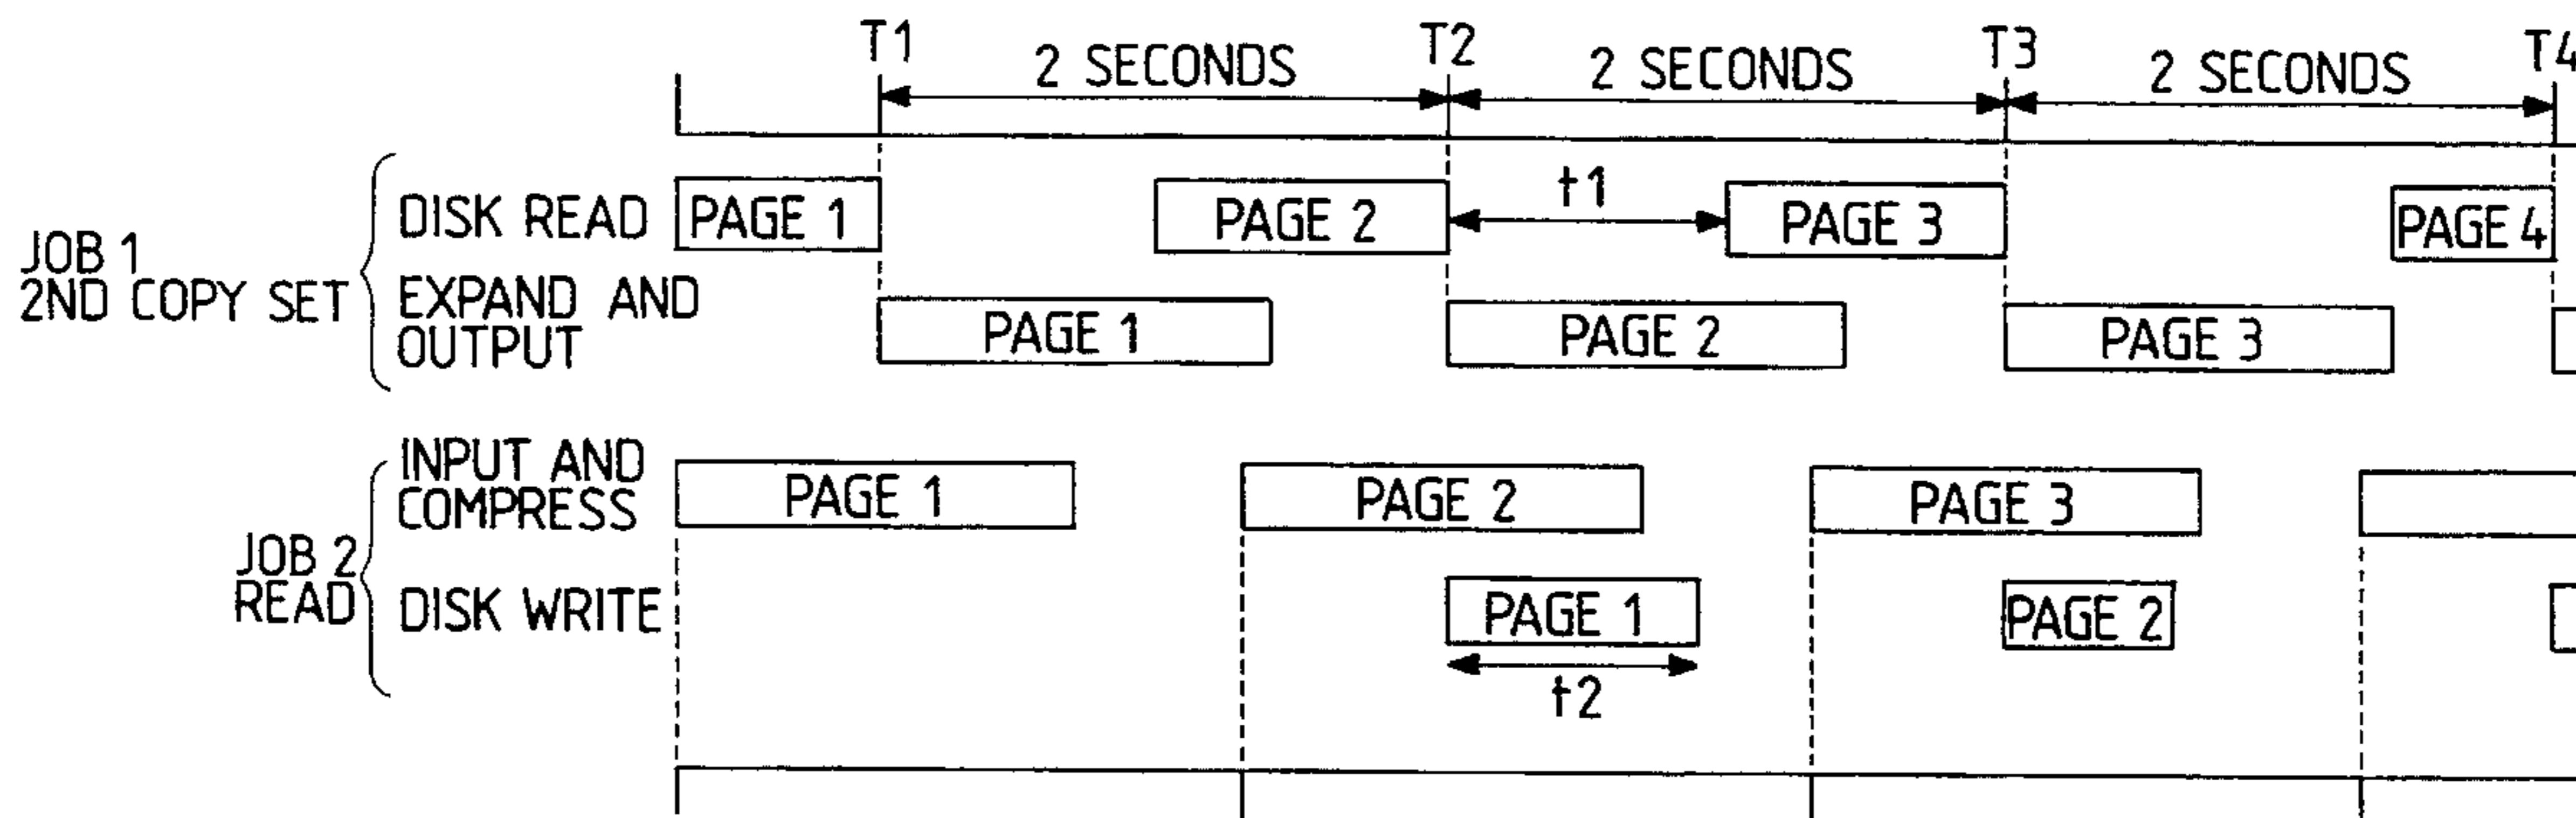 T1
2 SECONDS
T2
2 SECONDS
T3
2 SECONDS
T4
JOB 1
2ND COPY SET
DISK READ
PAGE 1
PAGE 2
t1
PAGE 3
PAGE 4
EXPAND AND
OUTPUT
PAGE 1
PAGE 2
PAGE 3
JOB 2
READ
INPUT AND
COMPRESS
PAGE 1
PAGE 2
PAGE 3
DISK WRITE
PAGE 1
PAGE 2
t2